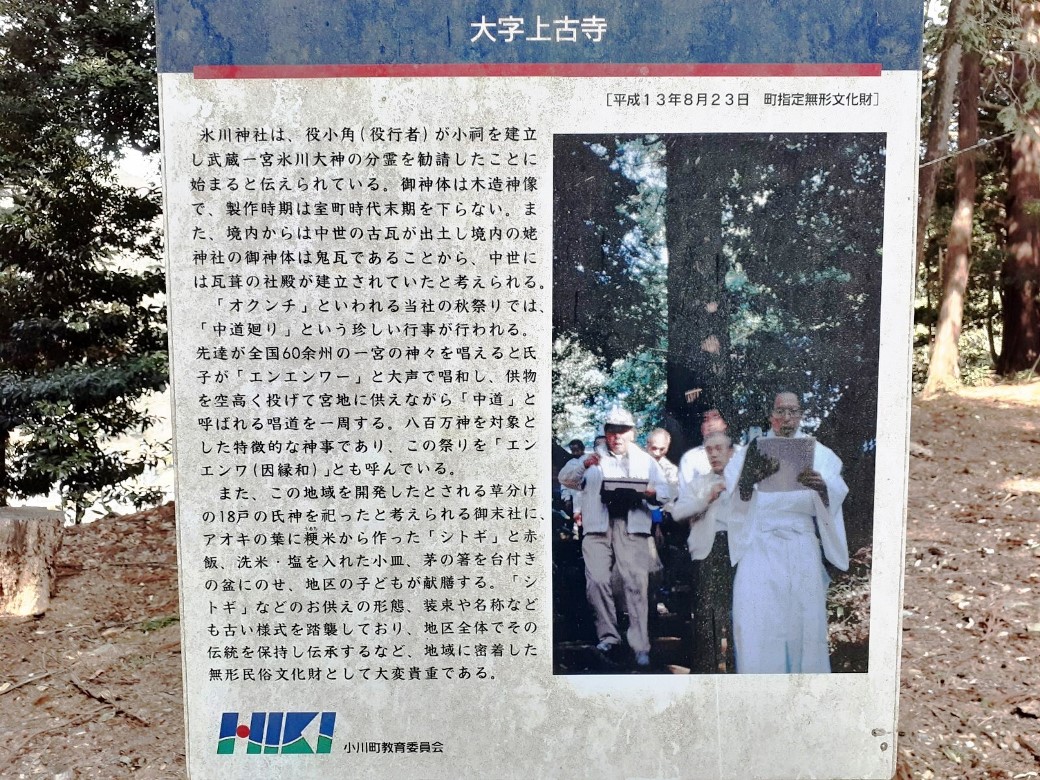 大字上古寺
［平成１３年８月２３日　町指定無形文化財］
氷川神社は、役小角(役行者)が小祠を建立
し武蔵一宮氷川大神の分霊を勧請したことに
始まると伝えられている。御神体は木造神像
で、製作時期は室町時代末期を下らない。ま
た、境内からは中世の古瓦が出土し境内の姥
神社の御神体は鬼瓦であることから、中世に
は瓦葺の社殿が建立されていたと考えられる。
「オクンチ」といわれる当社の秋祭りでは、
「中道廻り」という珍しい行事が行われる。
先達が全国60余州の一宮の神々を唱えると氏
子が「エンエンワー」と大声で唱和し、供物
を空高く投げて宮地に供えながら「中道」と
呼ばれる唱道を一周する。八百万神を対象と
した特徴的な神事であり、この祭りを「エン
エンワ(因縁和)」とも呼んでいる。
また、この地域を開発したとされる草分け
の18戸の氏神を祀ったと考えられる御末社に、
アオキの葉に粳米から作った「シトギ」と赤
飯、洗米・塩を入れた小皿、茅の箸を台付き
の盆にのせ、地区の子どもが献膳する。「シ
トギ」などのお供えの形態、装束や名称など
も古い様式を踏襲しており、地区全体でその
伝統を保持し伝承するなど、地域に密着した
無形民俗文化財として大変貴重である。
HIKI 小川町教育委員会